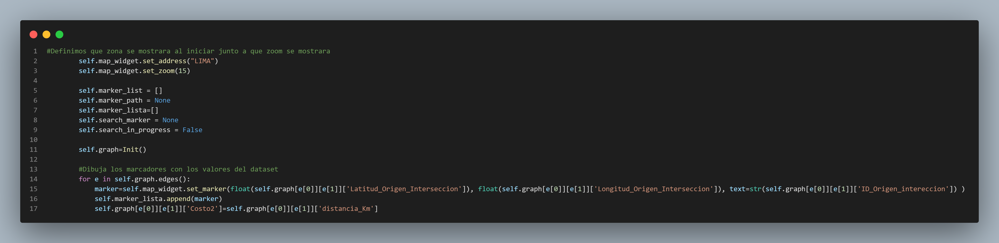 1 #Definimos que zona se mostrara al iniciar junto a que zoom se mostrara
2         self.map_widget.set_address("LIMA")
3         self.map_widget.set_zoom(15)
4
5         self.marker_list = []
6         self.marker_path = None
7         self.marker_lista=[]
8         self.search_marker = None
9         self.search_in_progress = False
10
11         self.graph=Init()
12
13         #Dibuja los marcadores con los valores del dataset
14         for e in self.graph.edges():
15             marker=self.map_widget.set_marker(float(self.graph[e[0]][e[1]]['Latitud_Origen_Interseccion']), float(self.graph[e[0]][e[1]]['Longitud_Origen_Interseccion']), text=str(self.graph[e[0]][e[1]]['ID_Origen_intereccion']) )
16             self.marker_lista.append(marker)
17             self.graph[e[0]][e[1]]['Costo2']=self.graph[e[0]][e[1]]['distancia_Km']